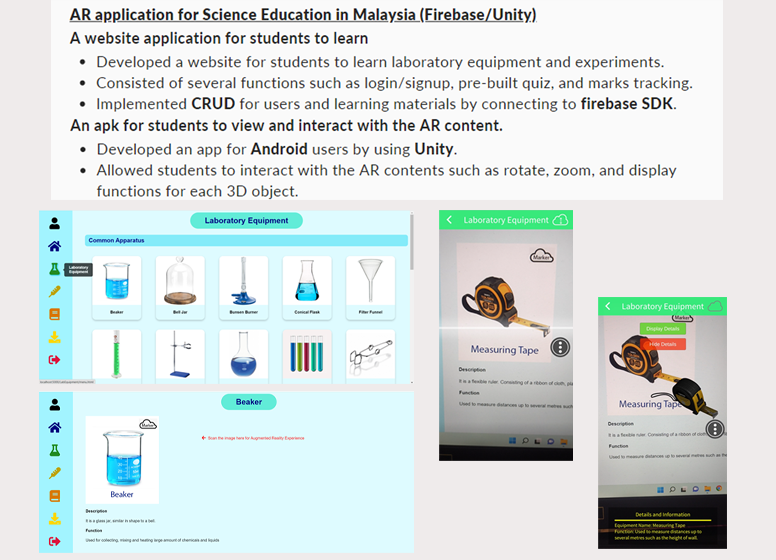 AR application for Science Education in Malaysia (Firebase/Unity)
A website application for students to learn
• Developed a website for students to learn laboratory equipment and experiments.
• Consisted of several functions such as login/signup, pre-built quiz, and marks tracking.
• Implemented CRUD for users and learning materials by connecting to firebase SDK.
An apk for students to view and interact with the AR content.
• Developed an app for Android users by using Unity.
• Allowed students to interact with the AR contents such as rotate, zoom, and display
functions for each 3D object.
Laboratory Equipment
Common Apparatus
Laboratory
Equipment
Beaker
Bell Jar
Bunsen Burner
Conical Flask
Filter Funnel
Beaker
Marker
Scan the image here for Augmented Reality Experience
Beaker
Description
It is a glass jar, similar in shape to a bell.
Function
Used for collecting, mixing and heating large amount of chemicals and liquids
Laboratory Equipment
Marker
Measuring Tape
Description
It is a flexible ruler. Consisting of a ribbon of cloth,
Function
Used to measure distances up to several metres such
Laboratory Equipment
Marker
Display Details
Hide Details
Measuring Tape
Description
It is a flexible ruler. Consisting of a ribbon of
Function
Used to measure distances up to several metres such as
Details and Information
Equipment Name: Measuring Tape
Function: Used to measure distances up to
several metres such as the height of wall.